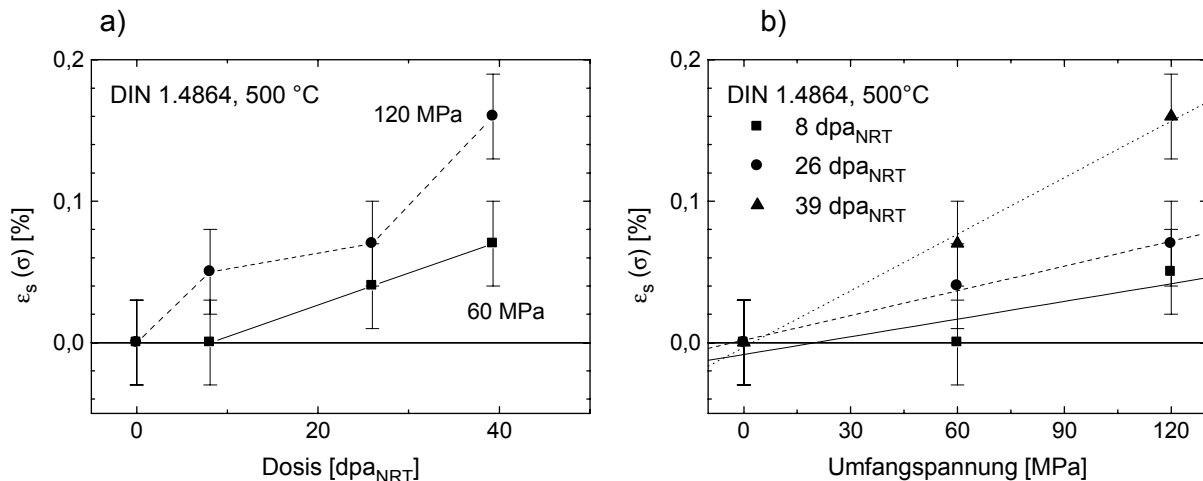 a)
0,2
0,1
0,0
ε_s (σ) [%]
DIN 1.4864, 500 °C
120 MPa
60 MPa
0
20
40
Dosis [dpa_NRT]
b)
0,2
0,1
0,0
ε_s (σ) [%]
DIN 1.4864, 500°C
8 dpa_NRT
26 dpa_NRT
39 dpa_NRT
0
30
60
90
120
Umfangspannung [MPa]